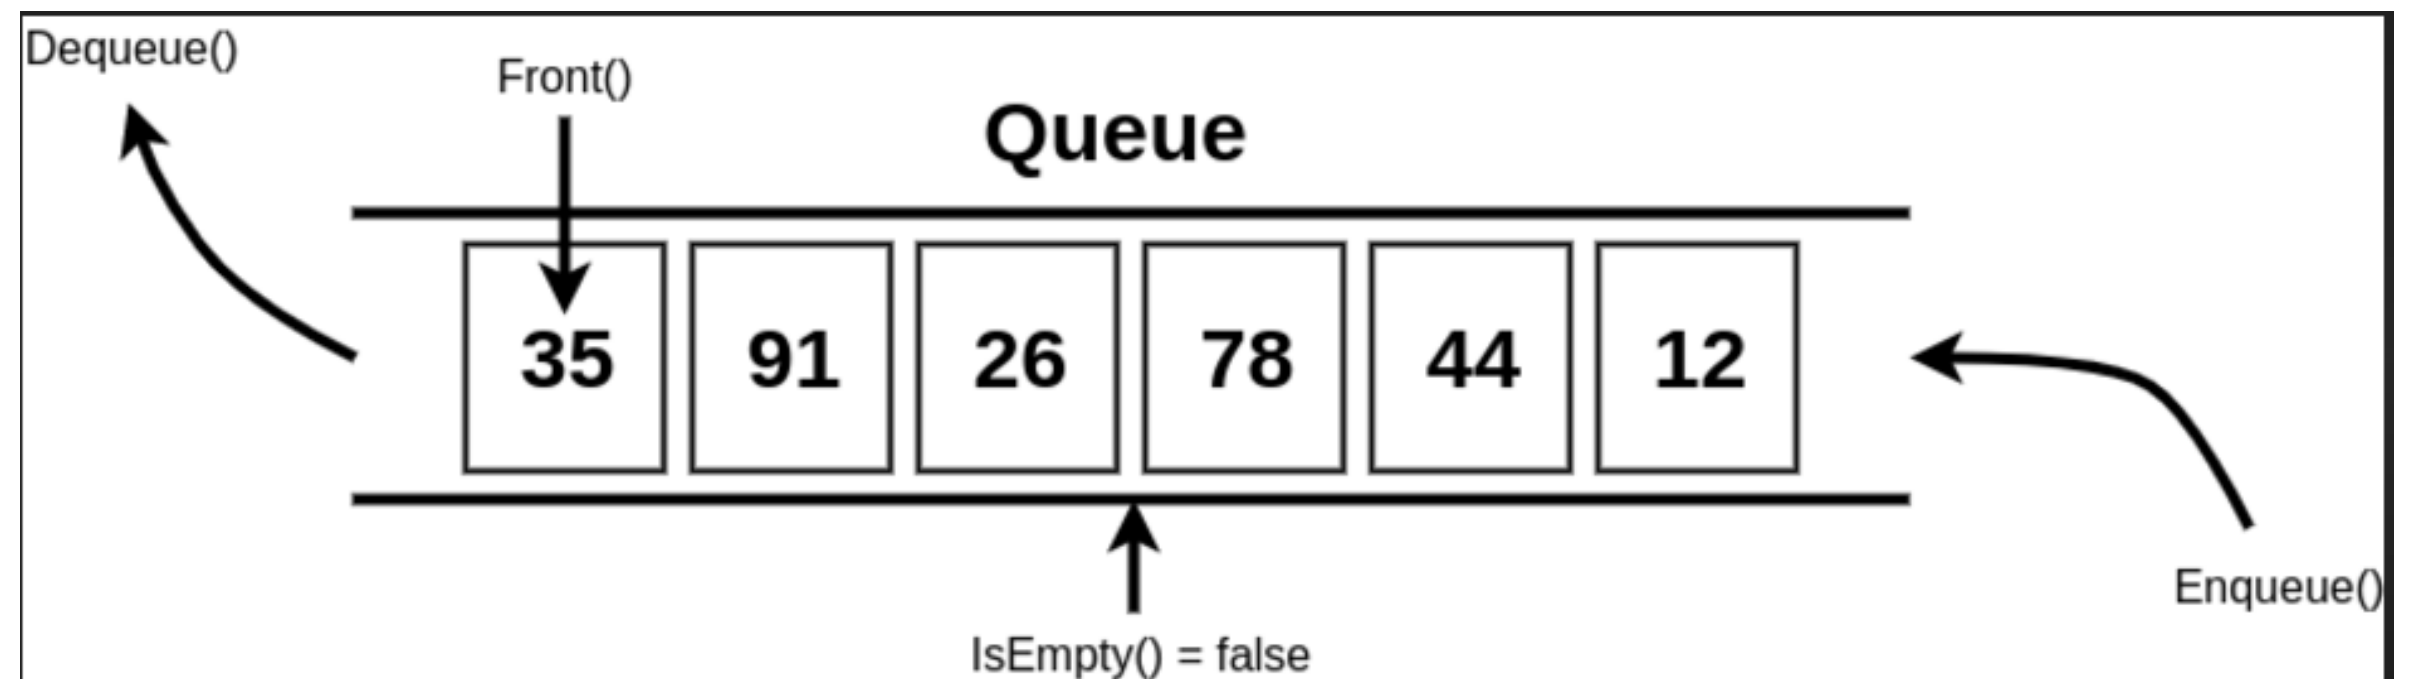 Dequeue()
Front()
Queue
35 91 26 78 44 12
Enqueue()
IsEmpty() = false